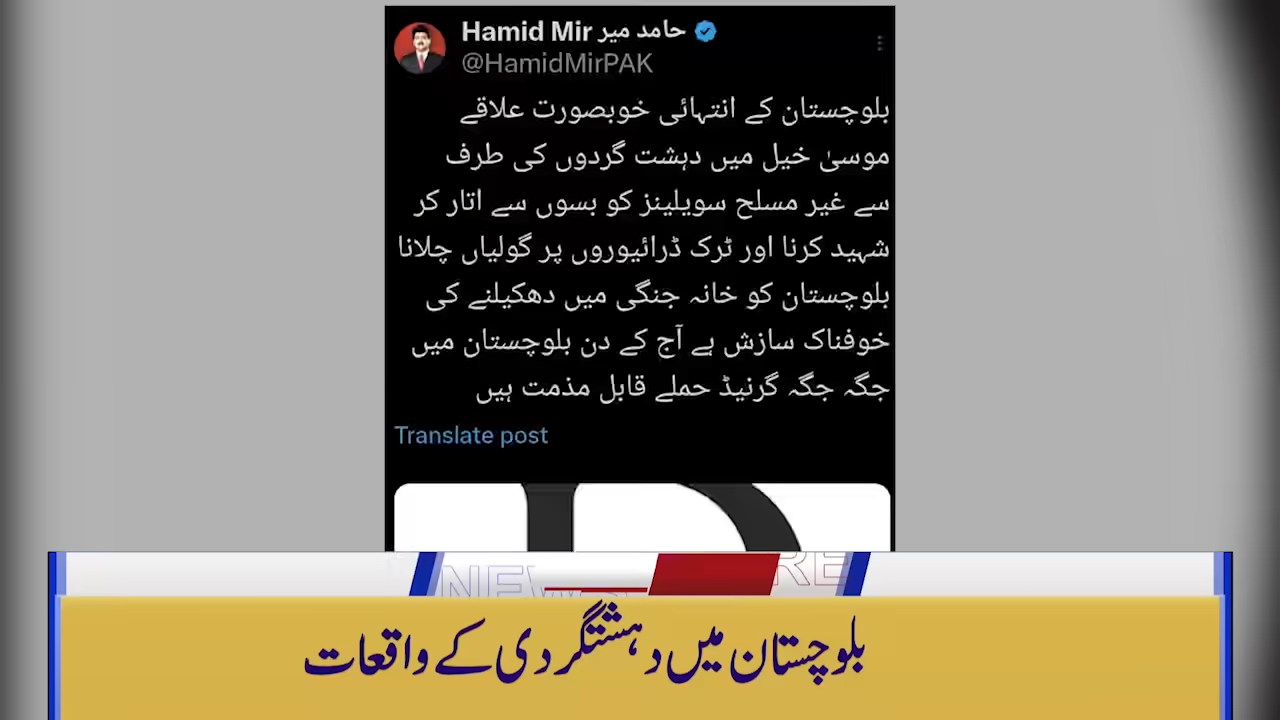 Hamid Mir حامد میر
@HamidMirPAK
بلوچستان کے انتہائی خوبصورت علاقے
موسیٰ خیل میں دہشت گردوں کی طرف
سے غیر مسلح سویلینز کو بسوں سے اتار کر
شہید کرنا اور ٹرک ڈرائیوروں پر گولیاں چلانا
بلوچستان کو خانہ جنگی میں دھکیلنے کی
خوفناک سازش ہے آج کے دن بلوچستان میں
جگہ جگہ گرنیڈ حملے قابل مذمت ہیں
Translate post
بلوچستان میں دہشتگردی کے واقعات